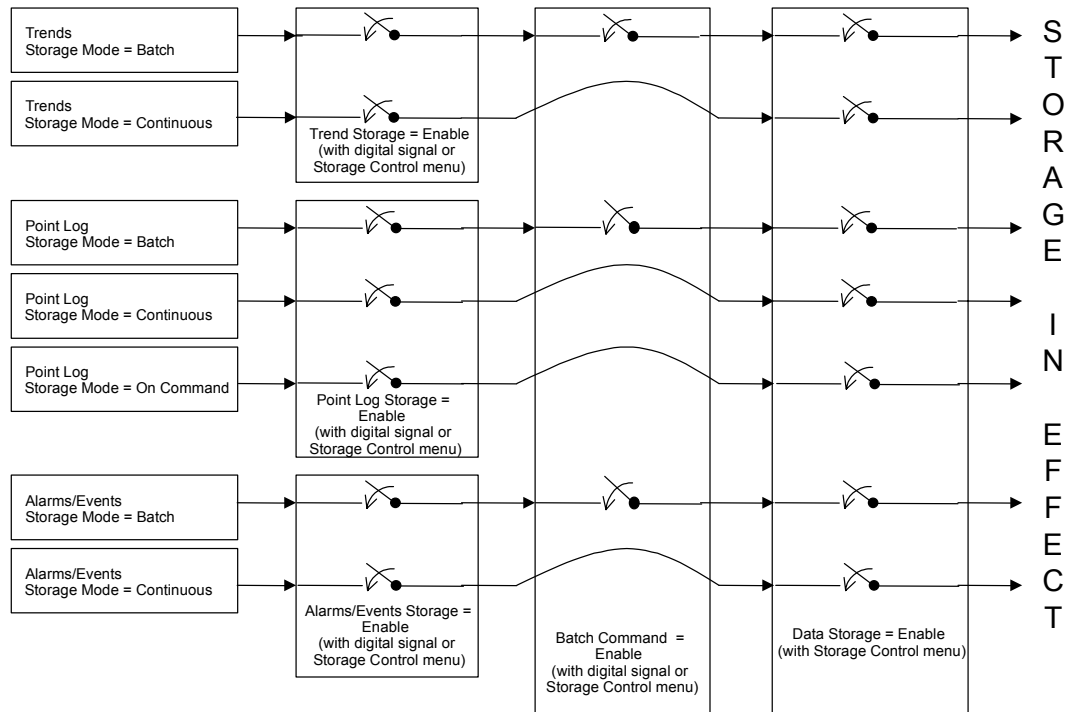 Trends
Storage Mode = Batch
Trends
Storage Mode = Continuous
Trend Storage = Enable
(with digital signal or
Storage Control menu)
Point Log
Storage Mode = Batch
Point Log
Storage Mode = Continuous
Point Log
Storage Mode = On Command
Point Log Storage =
Enable
(with digital signal or
Storage Control menu)
Alarms/Events
Storage Mode = Batch
Alarms/Events
Storage Mode = Continuous
Alarms/Events Storage =
Enable
(with digital signal or
Storage Control menu)
Batch Command =
Enable
(with digital signal or
Storage Control menu)
Data Storage = Enable
(with Storage Control menu)
STORAGE IN EFFECT